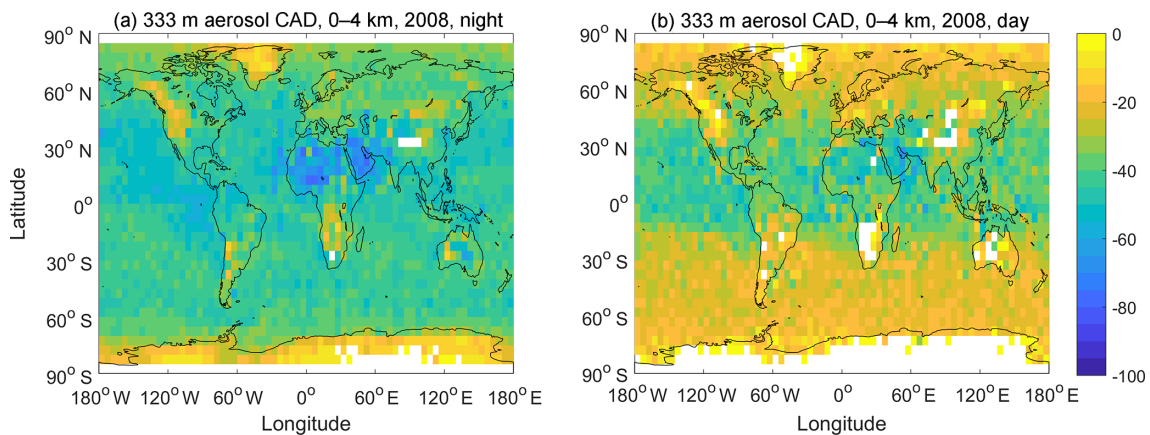 (a) 333 m aerosol CAD, 0–4 km, 2008, night
(b) 333 m aerosol CAD, 0–4 km, 2008, day
Latitude
90° N
60° N
30° N
0°
30° S
60° S
90° S
180° W
120° W
60° W
0°
60° E
120° E
180° E
Longitude
90° N
60° N
30° N
0°
30° S
60° S
90° S
180° W
120° W
60° W
0°
60° E
120° E
180° E
Longitude
0
-20
-40
-60
-80
-100